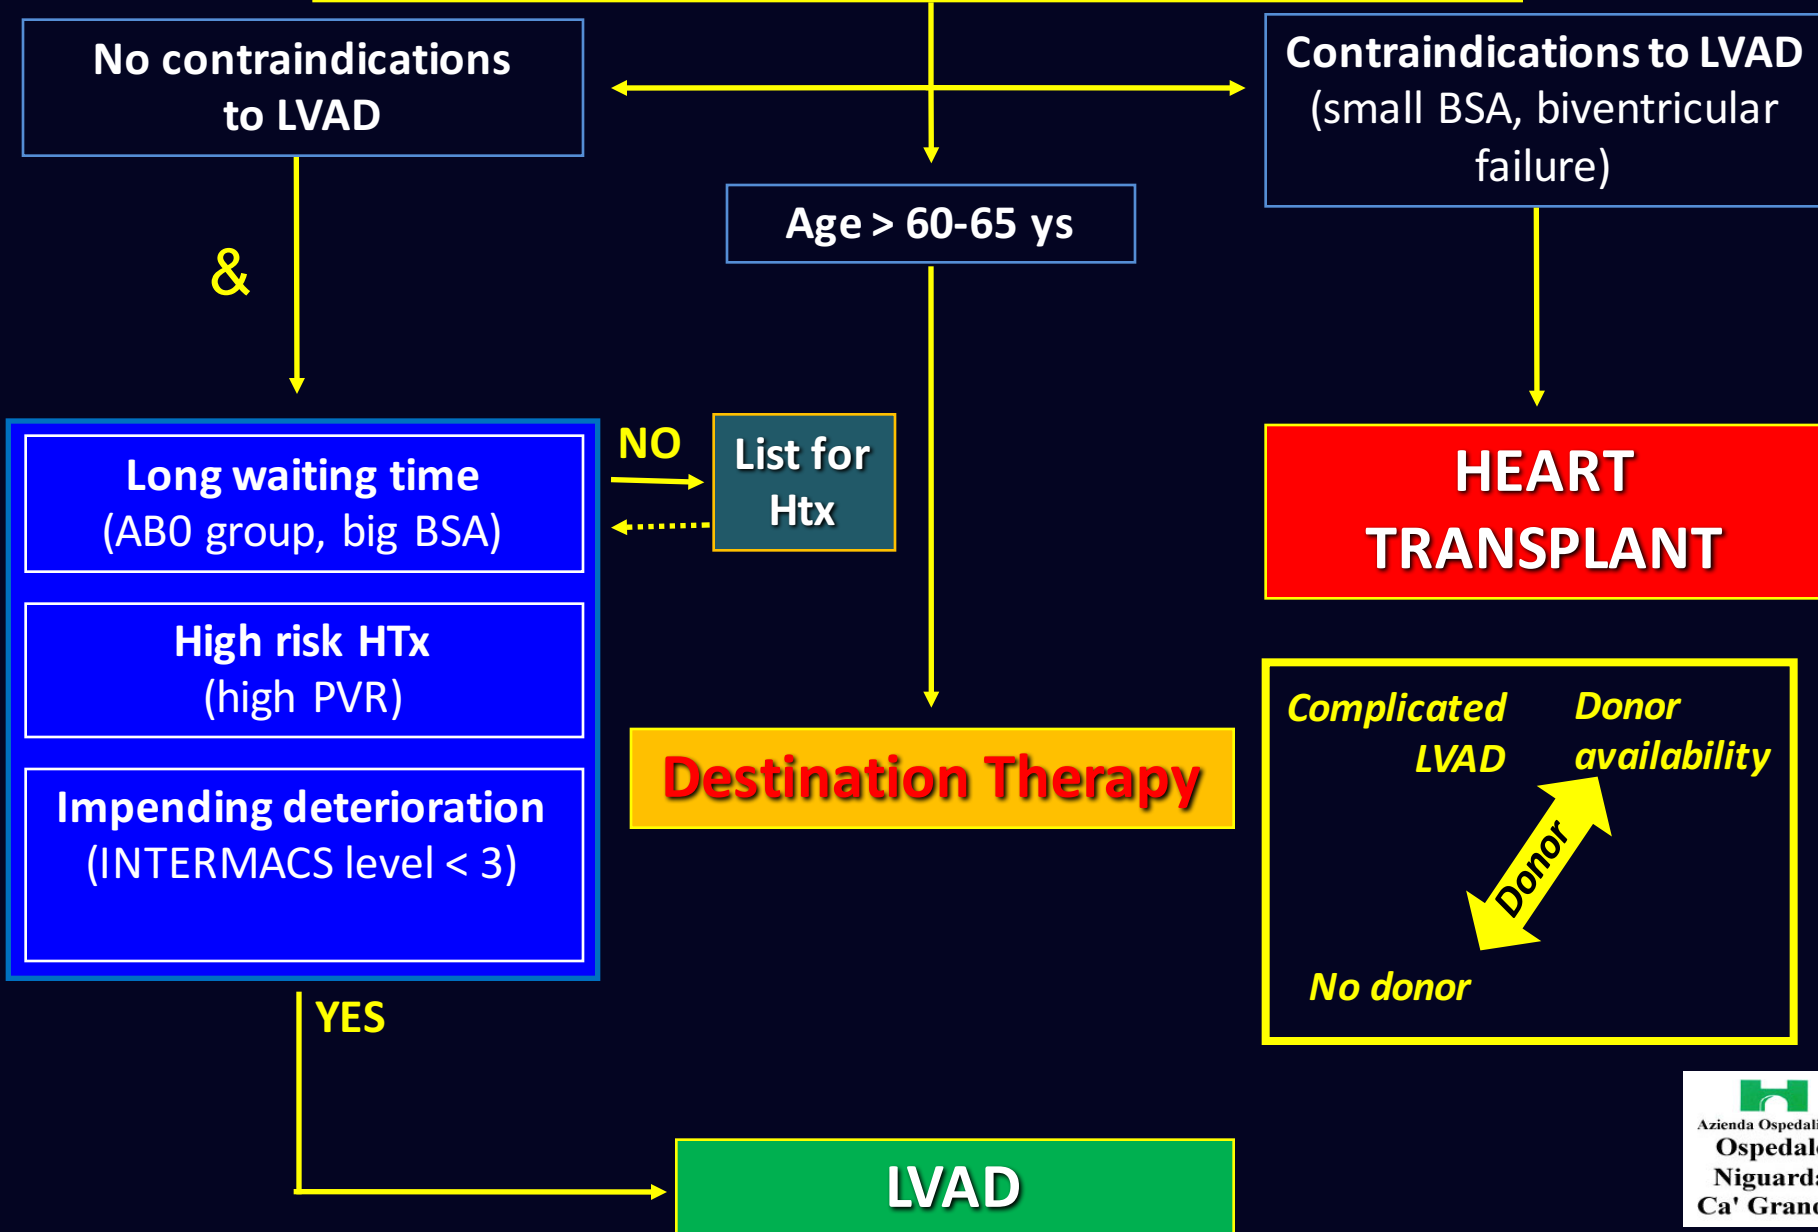 No contraindications
to LVAD
Contraindications to LVAD
(small BSA, biventricular
failure)
Age > 60-65 ys
&
Long waiting time
(AB0 group, big BSA)
High risk HTx
(high PVR)
Impending deterioration
(INTERMACS level < 3)
NO
List for
Htx
HEART
TRANSPLANT
Destination Therapy
Complicated
LVAD
Donor
availability
Donor
No donor
YES
LVAD
Azienda Ospedali
Ospedale
Niguarda
Ca' Gran